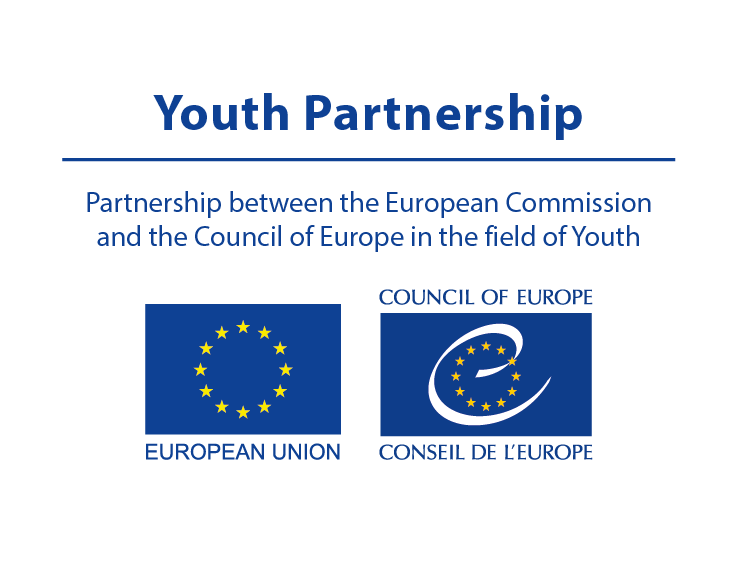 Youth Partnership
Partnership between the European Commission
and the Council of Europe in the field of Youth
EUROPEAN UNION
COUNCIL OF EUROPE
CONSEIL DE L'EUROPE